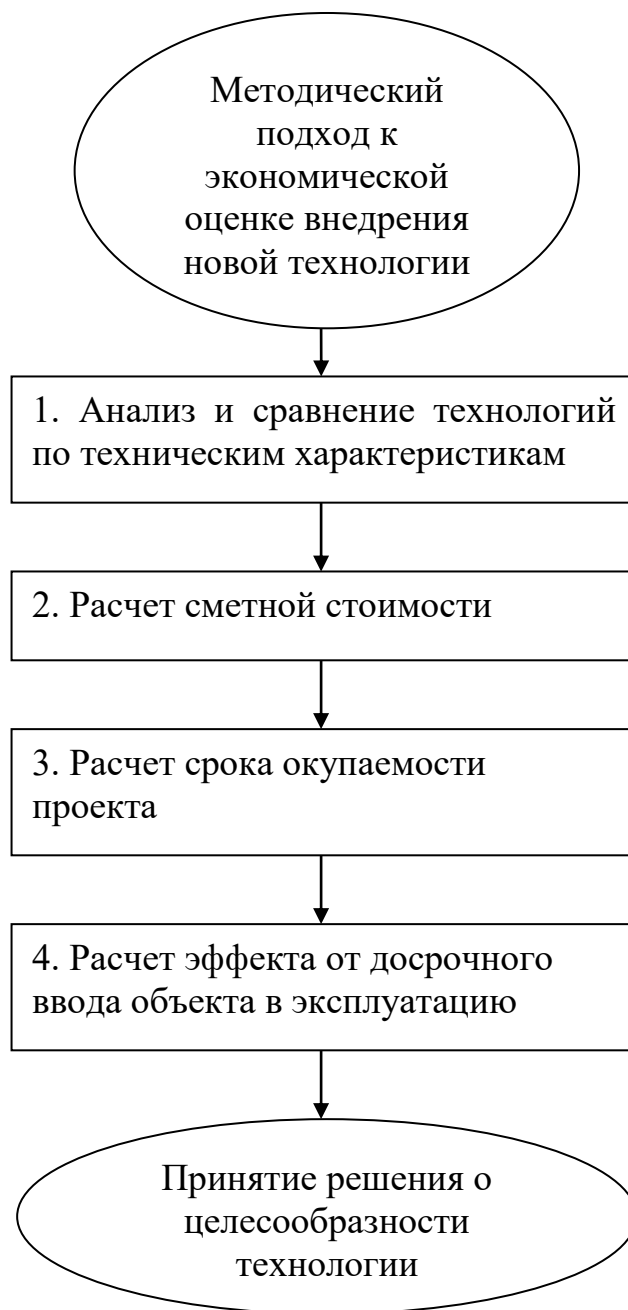 Методический
подход к
экономической
оценке внедрения
новой технологии
1. Анализ и сравнение технологий
по техническим характеристикам
2. Расчет сметной стоимости
3. Расчет срока окупаемости
проекта
4. Расчет эффекта от досрочного
ввода объекта в эксплуатацию
Принятие решения о
целесообразности
технологии